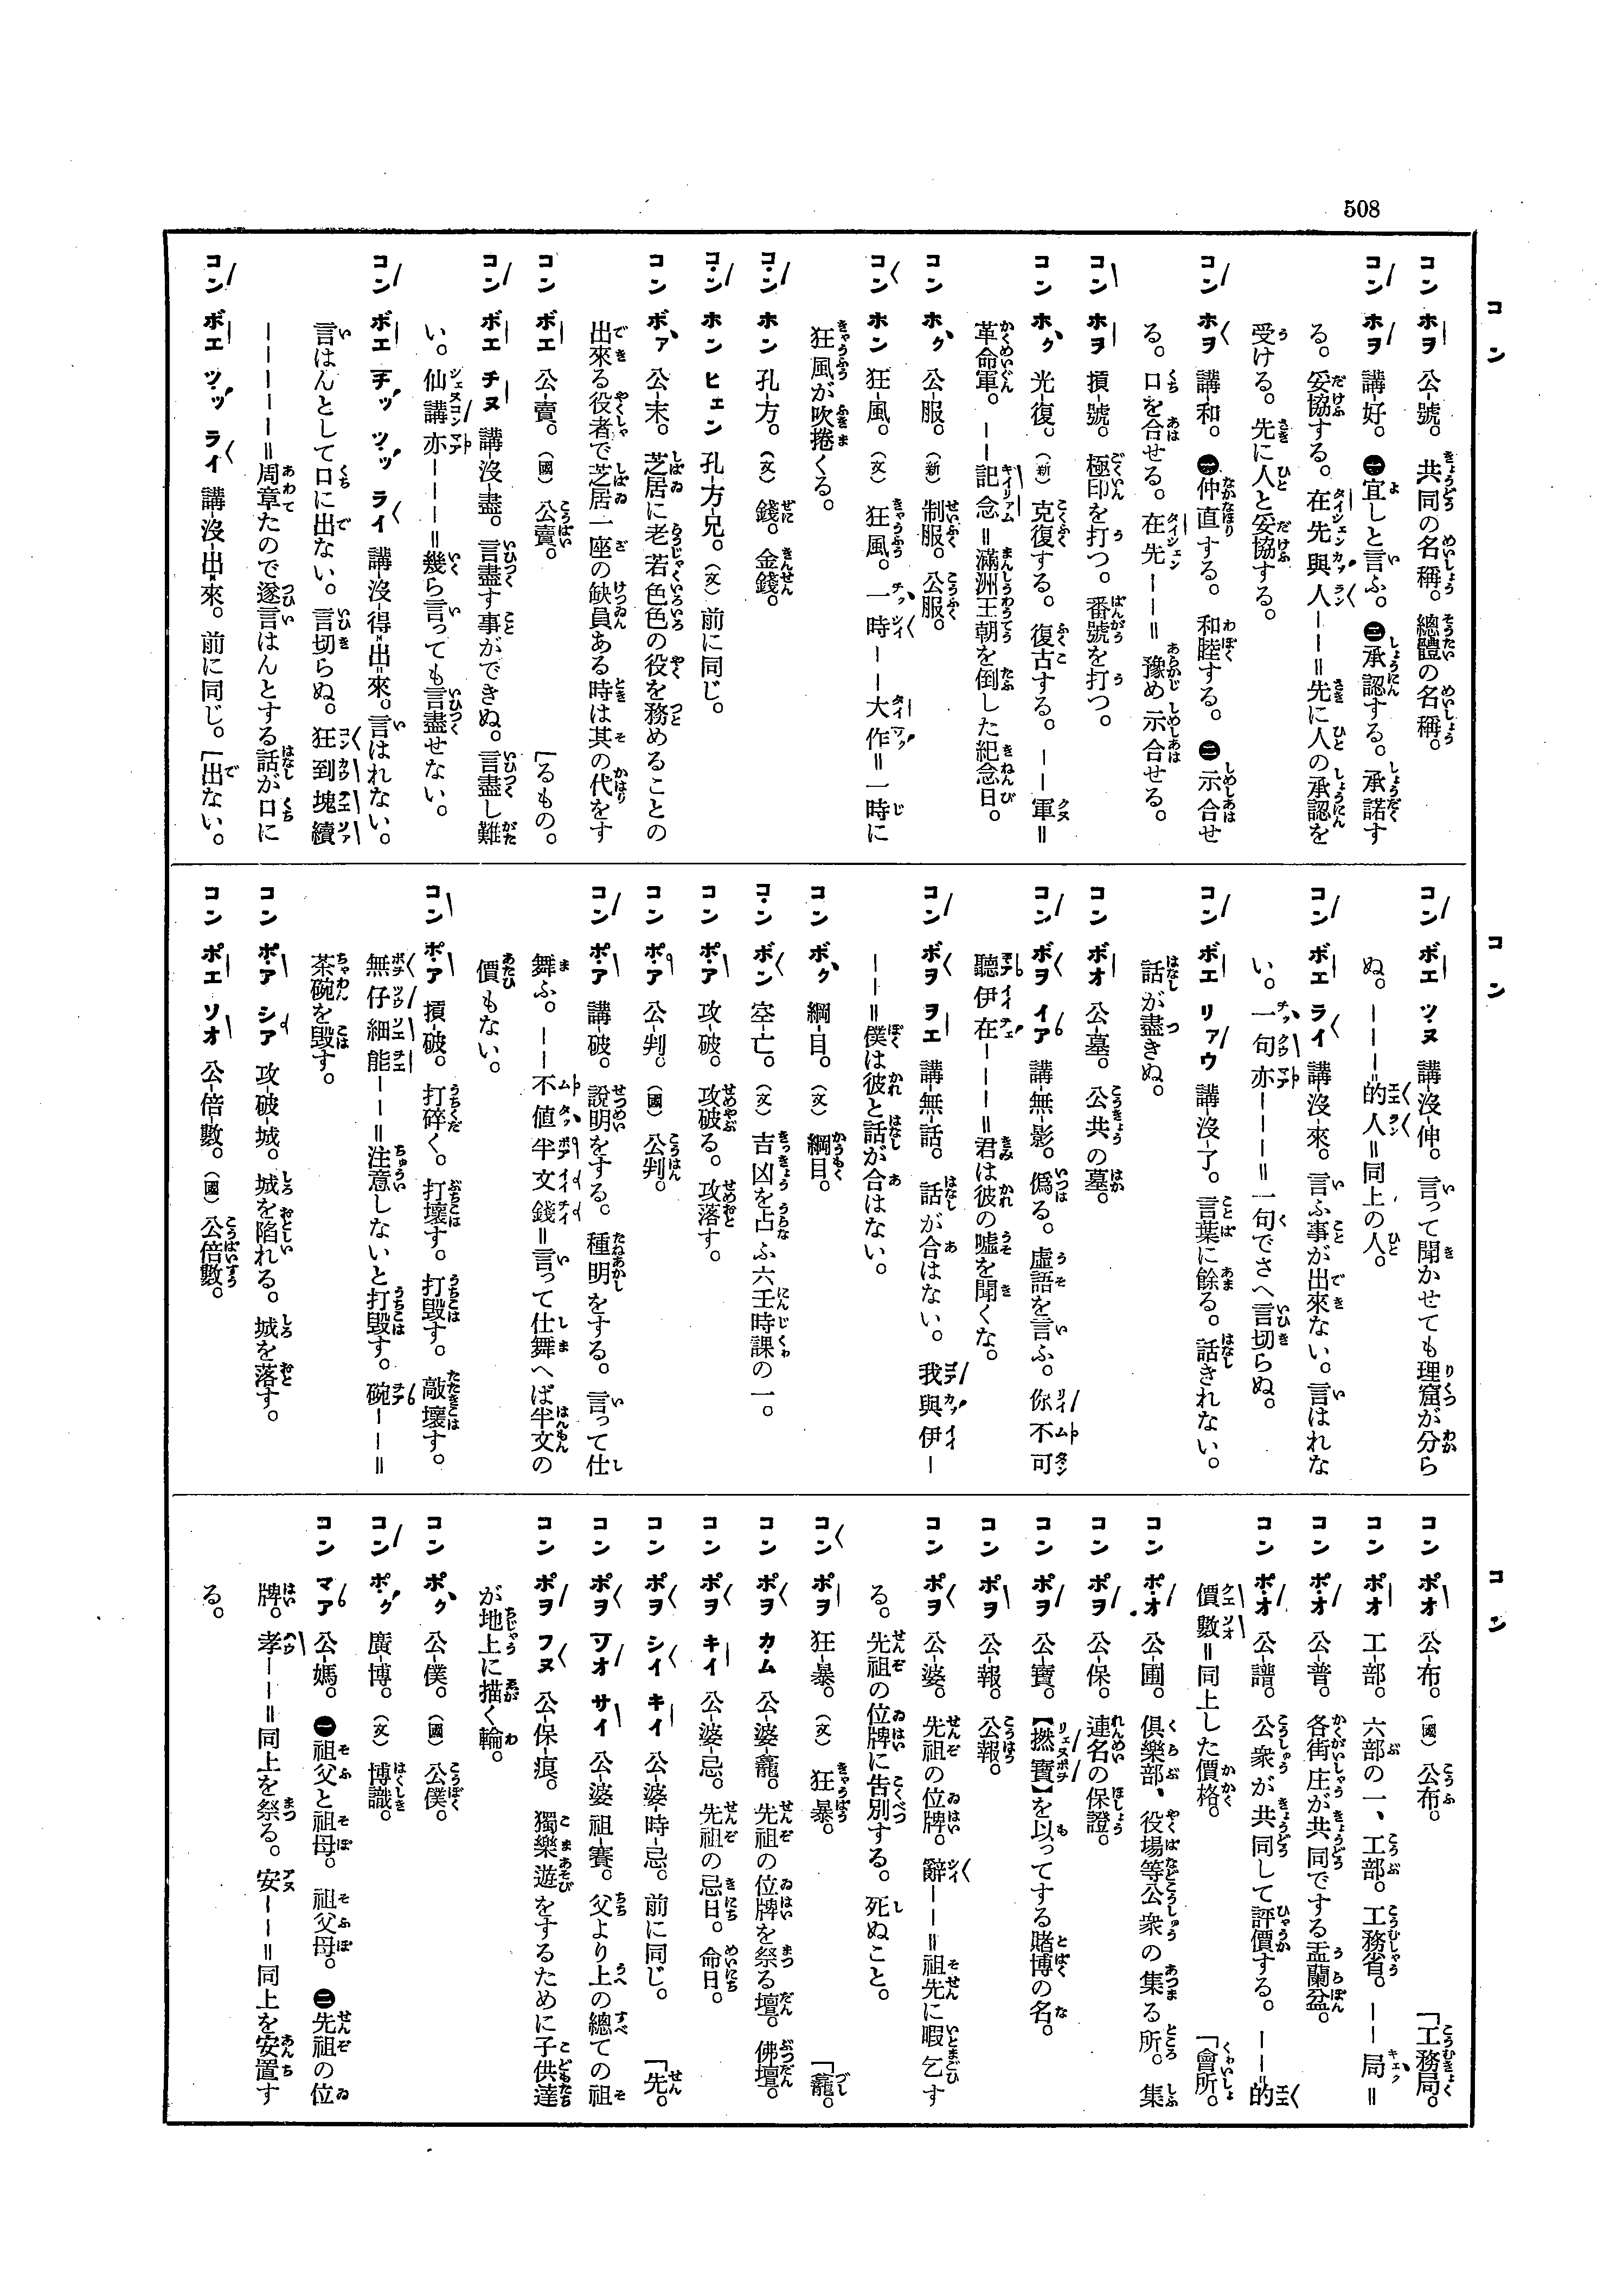 508
コン
コン ホヲ 公-號。共同の名稱。總體の名稱。
コン ホヲ 講-好。㊀宜しと言ふ。㊁承認する。承諾す
る。妥協する。在先與人――=先に人の承認を
受ける。先に人と妥協する。
コン ホヲ 講-和。㊀仲直する。和睦する。㊁示合せ
る。口を合せる。在先――=豫め示合せる。
コン ホヲ 摃-號。極印を打つ。番號を打つ。
コン ホク 光-復。(新)克復する。復古する。――軍=
革命軍。――記念=滿洲王朝を倒した紀念日。
コン ホク 公-服。(新)制服。公服。
コン ホン 狂-風。(文)狂風。一時――大作=一時に
狂風が吹捲くる。
コン ホン 孔-方。(文)錢。金錢。
コン ホン ヒェン 孔-方-兄。(文)前に同じ。
コン ボァ 公-末。芝居に老若色色の役を務めることの
出來る役者で芝居一座の缺員ある時は其の代をす
コン ボエ 公-賣。(國)公賣。 [るもの。
コン ボエ チヌ 講-沒-盡。言盡す事ができぬ。言盡し難
い。仙講亦―――=幾ら言っても言盡せない。
コン ボエ チッ ツッ ライ 講-沒-得-出-來。言はれない。
言はんとして口に出ない。言切らぬ。狂到塊續
―――――=周章たので遂言はんとする話が口に
コン ボエ ツッ ライ 講-沒-出-來。前に同じ。[出ない。
コン
コン ボエ ツヌ 講-沒-伸。言って聞かせても理窟が分ら
ぬ。―――的人=同上の人。
コン ボエ ライ 講-沒-來。言ふ事が出來ない。言はれな
い。一句亦―――=一句でさへ言切らぬ。
コン ボエ リァウ 講-沒-了。言葉に餘る。話きれない。
話が盡きぬ。
コン ボオ 公-墓。公共の墓。
コン ボヲ イア 講-無-影。僞る。虛語を言ふ。你不可
聽伊在―――=君は彼の噓を聞くな。
コン ボヲ ヲエ 講-無-話。話が合はない。我與伊―
――=僕は彼と話が合はない。
コン ボク 綱-目。(文)綱目。
コン ボン 空-亡。(文)吉凶を占ふ六壬時課の一。
コン ポア 攻-破。攻破る。攻落す。
コン ポア 公-判。(國)公判。
コン ポア 講-破。說明をする。種明をする。言って仕
舞ふ。――不値半文錢=言って仕舞へば半文の
價もない。
コン ポア 摃-破。打碎く。打壞す。打毀す。敲壞す。
無仔細能――=注意しないと打毀す。碗――=
茶碗を毀す。
コン ポア シア 攻-破-城。城を陷れる。城を落す。
コン ポエ ソオ 公-倍-數。(國)公倍數。
コン
コン ポオ 公-布。(國)公布。 「工務局。
コン ポオ 工-部。六部の一、工部。工務省。――局=
コン ポオ 公-普。各街庄が共同でする盂蘭盆。
コン ポオ 公-譜。公衆が共同して評價する。――的
價數=同上した價格。 「會所。
コン ポオ 公-圃。俱樂部、役場等公衆の集る所。集
コン ポヲ 公-保。連名の保證。
コン ポヲ 公-寶。【撚寶】を以ってする賭博の名。
コン ポヲ 公-報。公報。
コン ポヲ 公-婆。先祖の位牌。辭――=祖先に暇乞す
る。先祖の位牌に告別する。死ぬこと。
コン ポヲ 狂-暴。(文)狂暴。 「龕。
コン ポヲ カム 公-婆-龕。先祖の位牌を祭る壇。佛壇。
コン ポヲ キイ 公-婆-忌。先祖の忌日。命日。
コン ポヲ シイ キイ 公-婆-時-忌。前に同じ。 「先。
コン ポヲ ソオ サイ 公-婆 祖-賽。父より上の總ての祖
コン ポヲ フヌ 公-保-痕。獨樂遊をするために子供達
が地上に描く輪。
コン ポク 公-僕。(國)公僕。
コン ポク 廣-博。(文)博識。
コン マア 公-媽。㊀祖父と祖母。祖父母。㊁先祖の位
牌。孝――=同上を祭る。安――=同上を安置す
る。